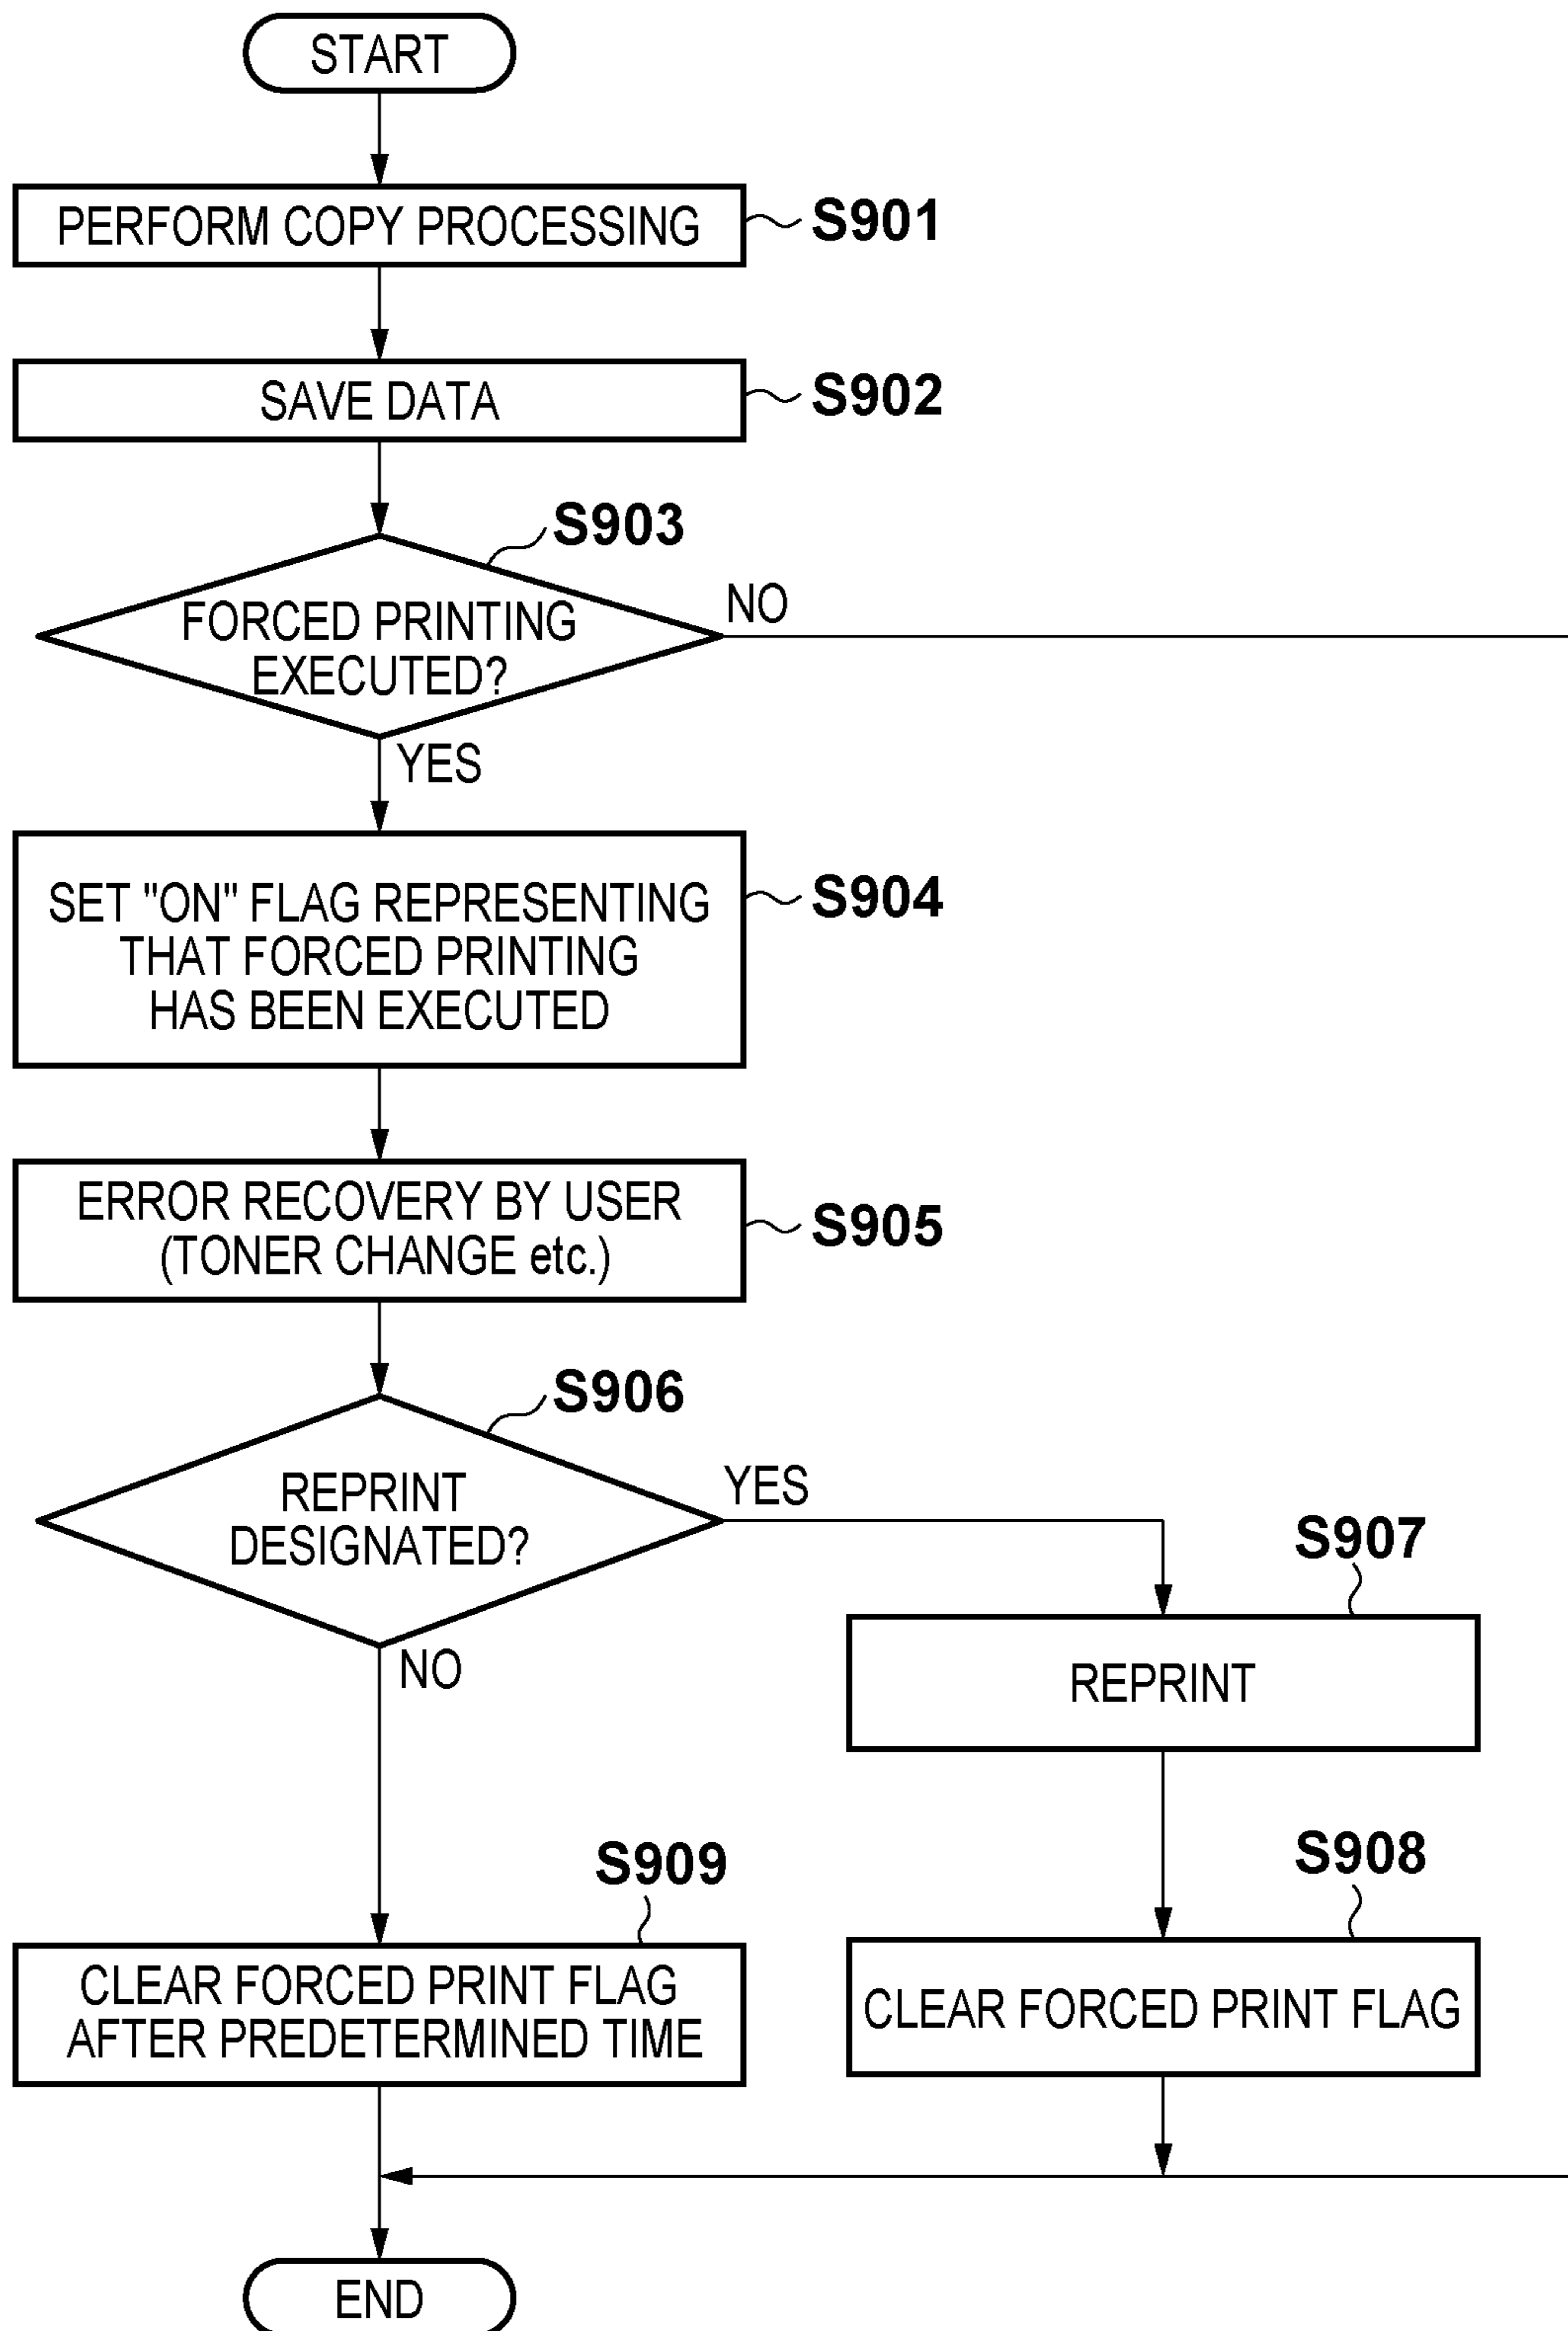 START
PERFORM COPY PROCESSING
S901
SAVE DATA
S902
S903
FORCED PRINTING
EXECUTED?
NO
YES
SET "ON" FLAG REPRESENTING
THAT FORCED PRINTING
HAS BEEN EXECUTED
S904
ERROR RECOVERY BY USER
(TONER CHANGE etc.)
S905
S906
REPRINT
DESIGNATED?
YES
NO
S907
REPRINT
S908
CLEAR FORCED PRINT FLAG
S909
CLEAR FORCED PRINT FLAG
AFTER PREDETERMINED TIME
END